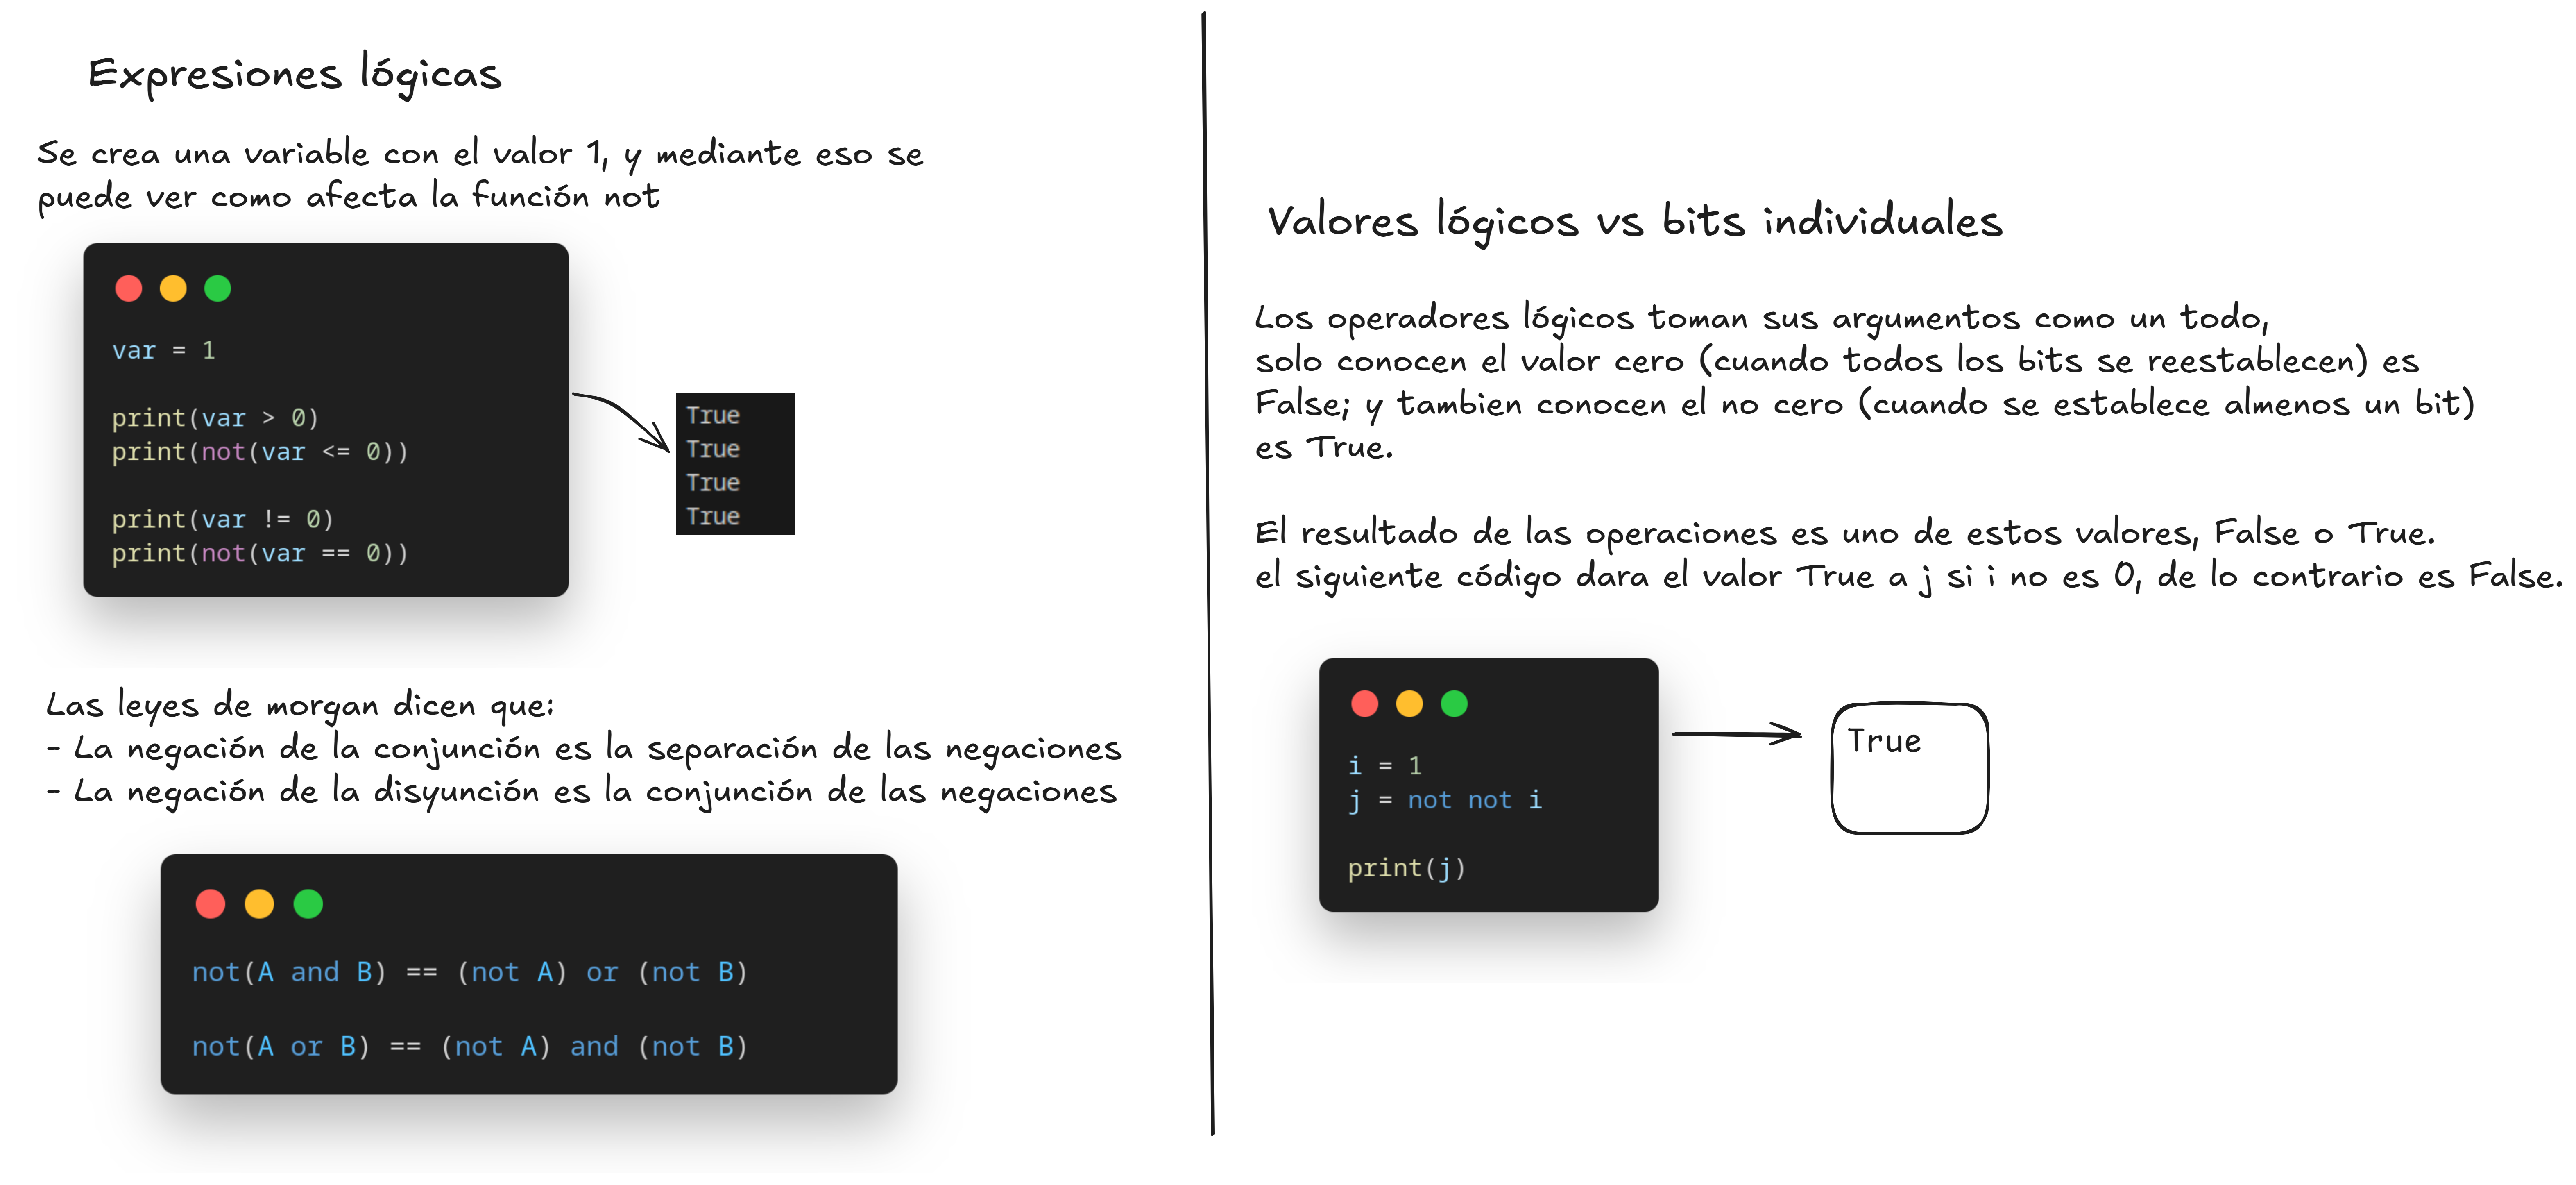 Expresiones lógicas
Se crea una variable con el valor 1, y mediante eso se
puede ver como afecta la función not
var = 1
print(var > 0)
print(not(var <= 0))
print(var != 0)
print(not(var == 0))
True
True
True
True
Las leyes de morgan dicen que:
- La negación de la conjunción es la separación de las negaciones
- La negación de la disyunción es la conjunción de las negaciones
not(A and B) == (not A) or (not B)
not(A or B) == (not A) and (not B)
Valores lógicos vs bits individuales
Los operadores lógicos toman sus argumentos como un todo,
solo conocen el valor cero (cuando todos los bits se reestablecen) es
False; y tambien conocen el no cero (cuando se establece almenos un bit)
es True.
El resultado de las operaciones es uno de estos valores, False o True.
el siguiente código dara el valor True a j si i no es 0, de lo contrario es False.
i = 1
j = not not i
print(j)
True